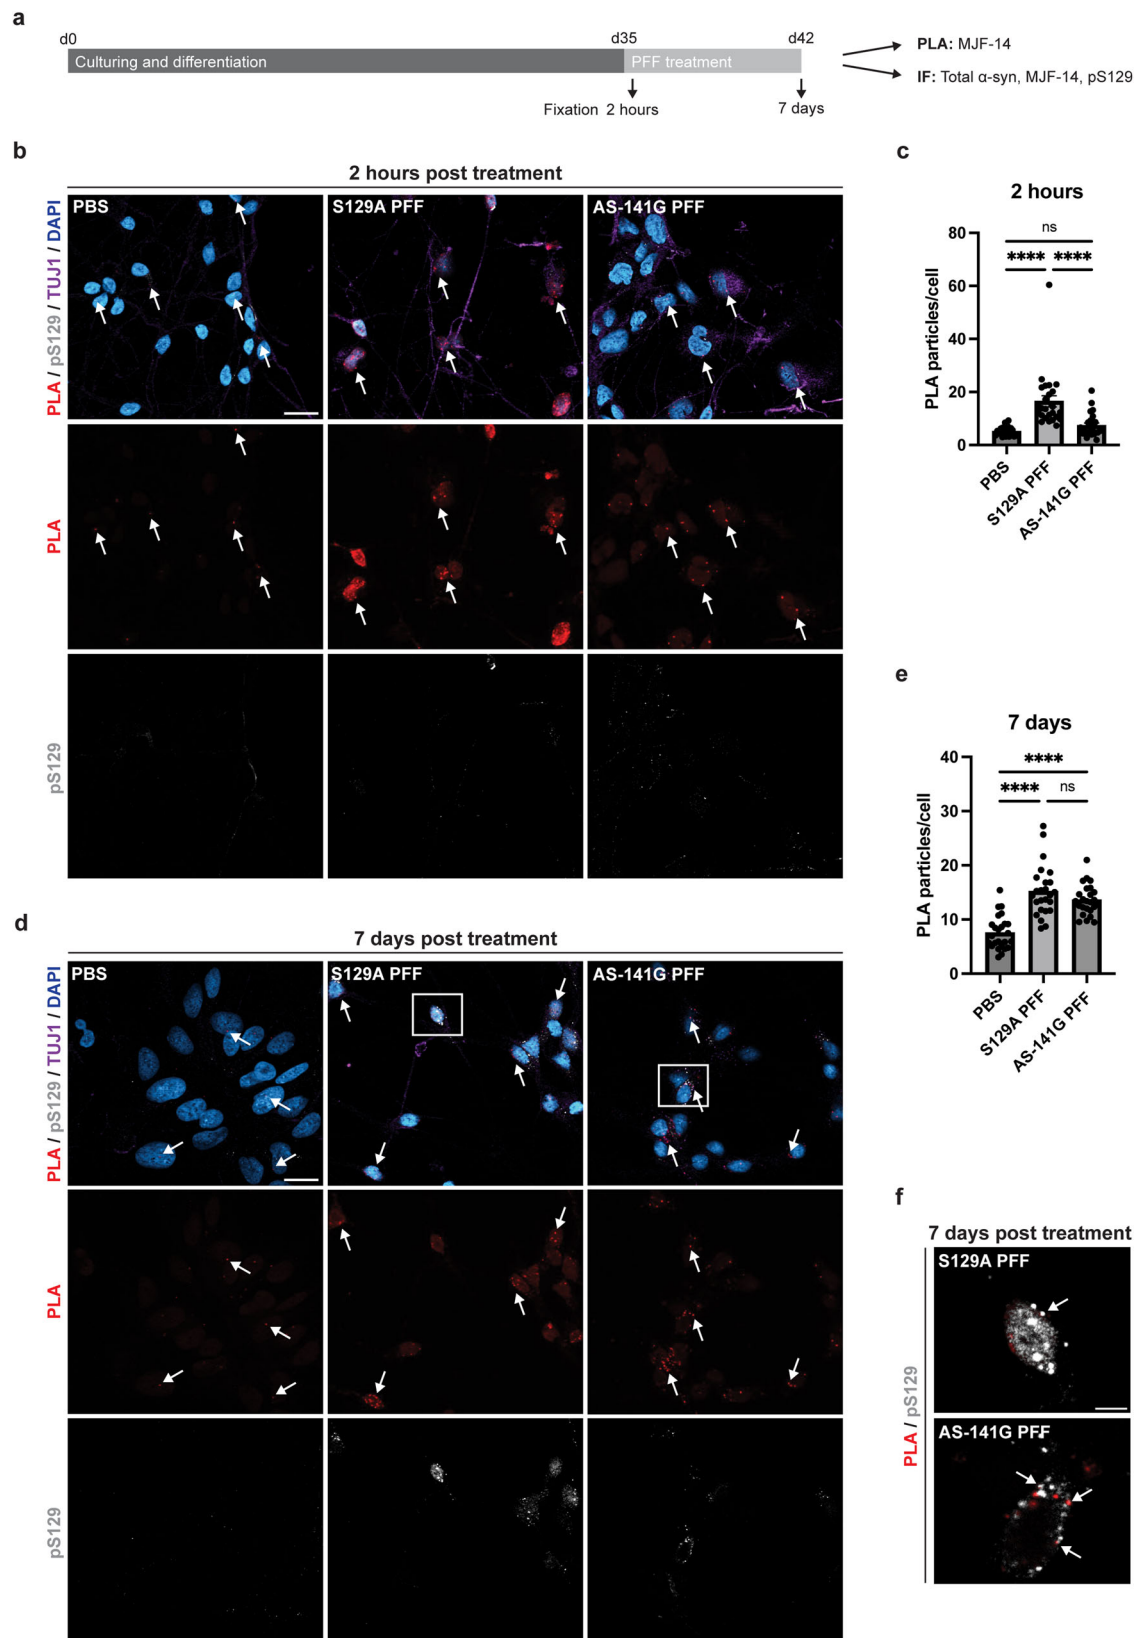 a
d0
d35
d42
Culturing and differentiation
PFF treatment
Fixation 2 hours
7 days
PLA: MJF-14
IF: Total α-syn, MJF-14, pS129
b
2 hours post treatment
PLA / pS129 / TUJ1 / DAPI
PBS
S129A PFF
AS-141G PFF
PLA
pS129
c
2 hours
PLA particles/cell
80
60
40
20
0
ns
**** ****
PBS
S129A PFF
AS-141G PFF
d
7 days post treatment
PLA / pS129 / TUJ1 / DAPI
PBS
S129A PFF
AS-141G PFF
PLA
pS129
e
7 days
PLA particles/cell
40
30
20
10
0
****
**** ns
PBS
S129A PFF
AS-141G PFF
f
7 days post treatment
PLA / pS129
S129A PFF
AS-141G PFF